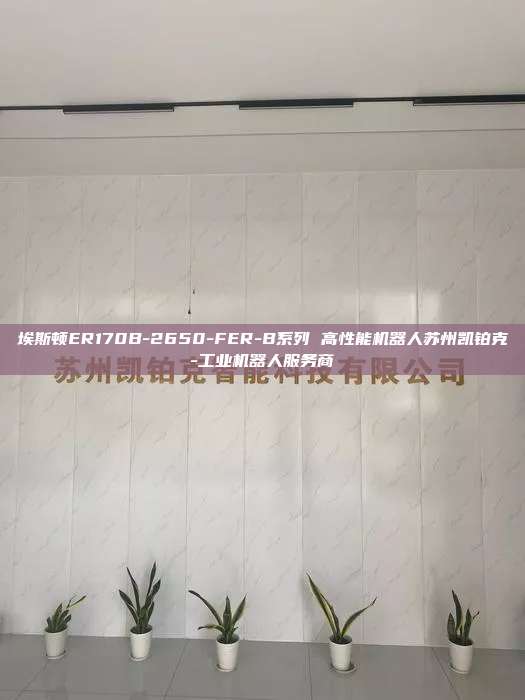 埃斯顿ER170B-2650-FER-B系列 高性能机器人苏州凯铂克
-工业机器人服务商
苏州凯铂克智能科技有限公司